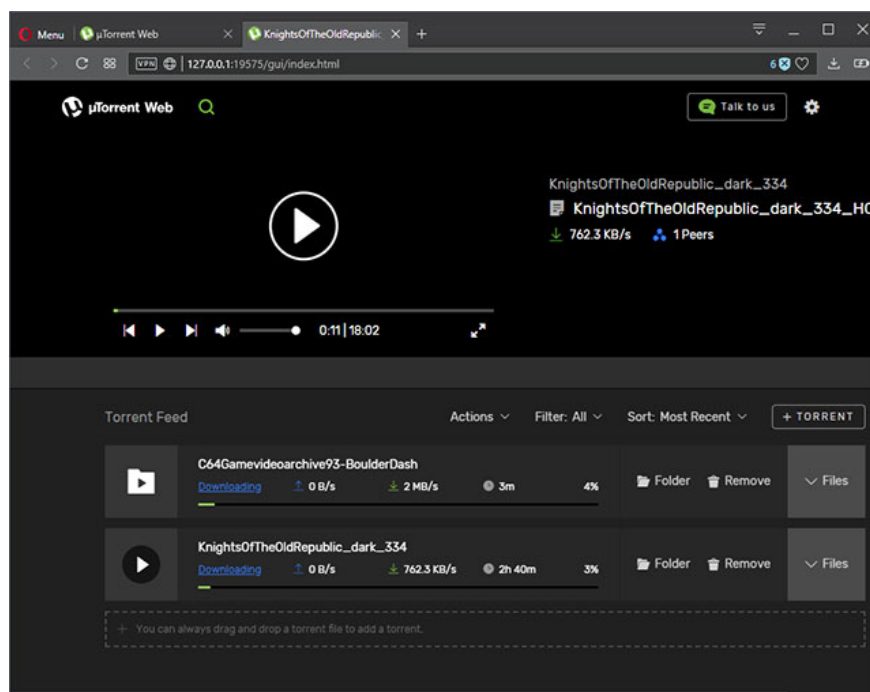 Menu
µTorrent Web
KnightsOfTheOldRepublic
VPN
127.0.0.1:19575/gui/index.html
6
µTorrent Web
Talk to us
KnightsOfTheOldRepublic_dark_334
KnightsOfTheOldRepublic_dark_334_HQ
762.3 KB/s 1 Peers
0:11 | 18:02
Torrent Feed Actions Filter: All Sort: Most Recent + TORRENT
C64Gamevideoarchive93-BoulderDash
Downloading 0 B/s 2 MB/s 3m 4% Folder Remove Files
KnightsOfTheOldRepublic_dark_334
Downloading 0 B/s 762.3 KB/s 2h 40m 3% Folder Remove Files
+ You can always drag and drop a torrent file to add a torrent.